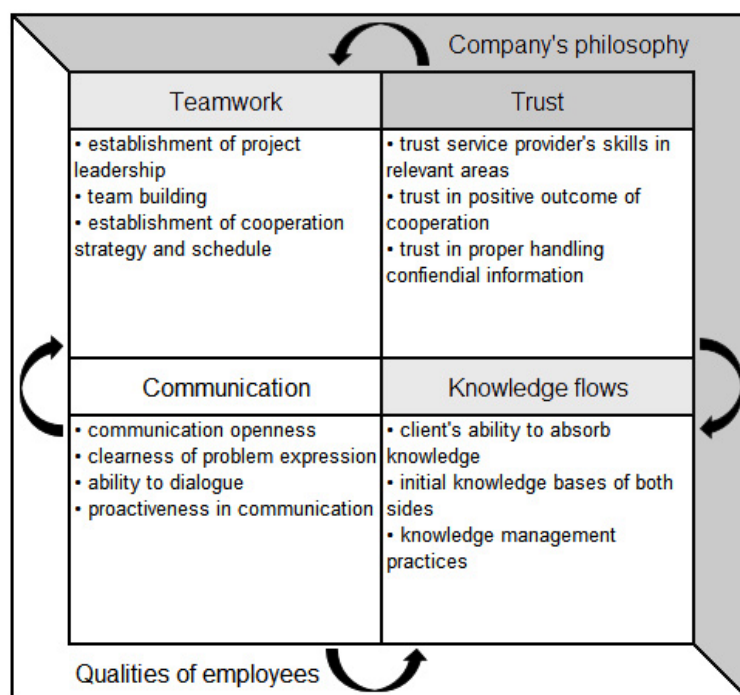 Company's philosophy
Teamwork
• establishment of project
leadership
• team building
• establishment of cooperation
strategy and schedule
Trust
• trust service provider's skills in
relevant areas
• trust in positive outcome of
cooperation
• trust in proper handling
confiendial information
Communication
• communication openness
• clearness of problem expression
• ability to dialogue
• proactiveness in communication
Knowledge flows
• client's ability to absorb
knowledge
• initial knowledge bases of both
sides
• knowledge management
practices
Qualities of employees